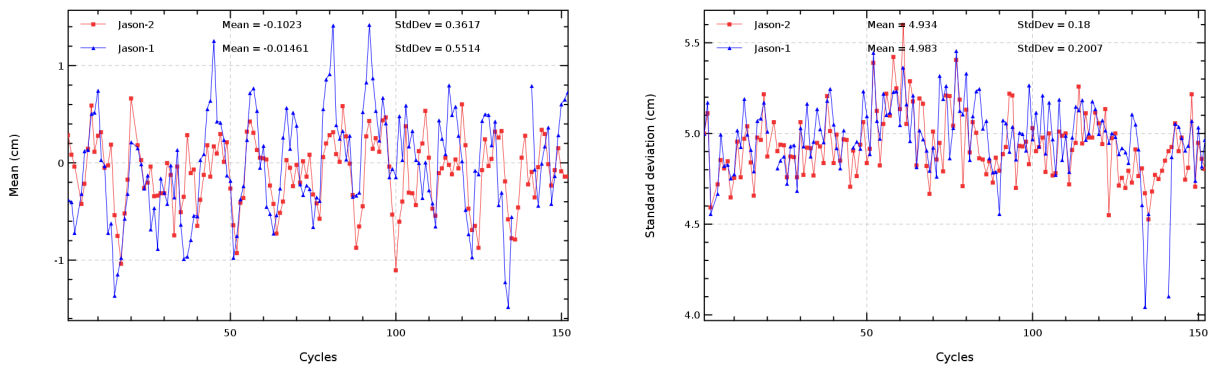 Jason-2 Mean = -0.1023 StdDev = 0.3617
Jason-1 Mean = -0.01461 StdDev = 0.5514
Mean (cm)
1
0
-1
50 100 150
Cycles
Jason-2 Mean = 4.934 StdDev = 0.18
Jason-1 Mean = 4.983 StdDev = 0.2007
Standard deviation (cm)
5.5
5.0
4.5
4.0
50 100 150
Cycles